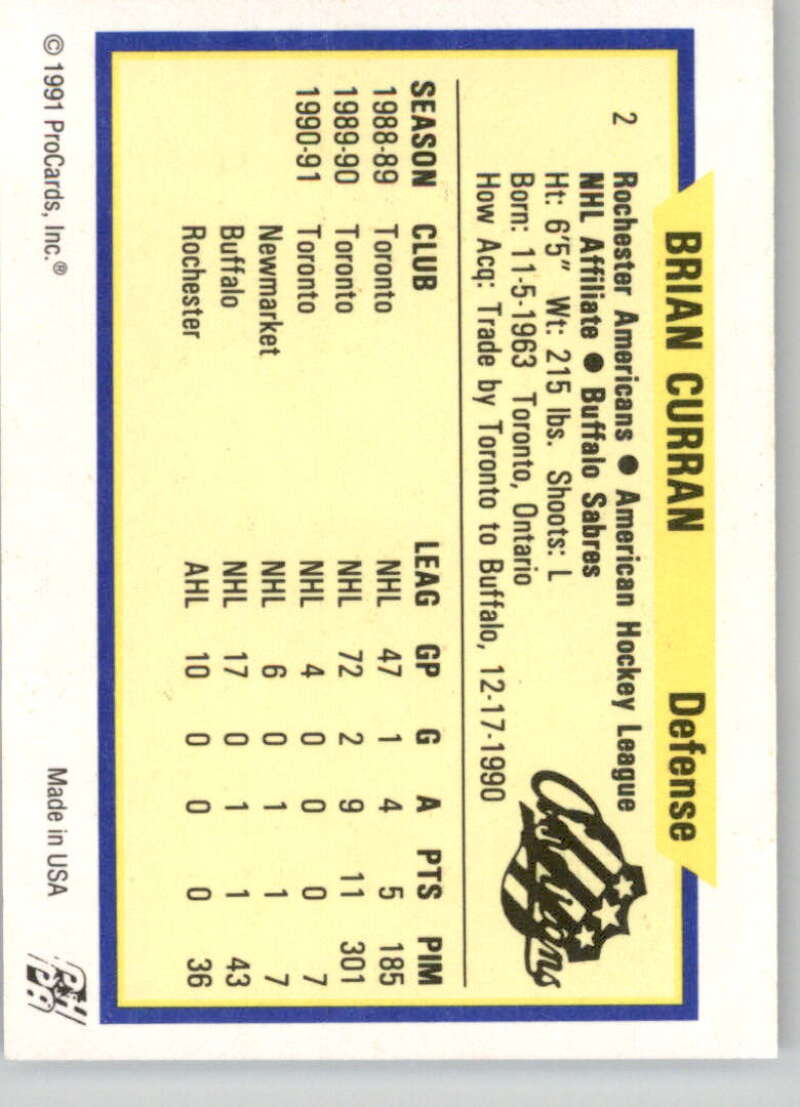 BRIAN CURRAN Defense
2 Rochester Americans ● American Hockey League
NHL Affiliate ● Buffalo Sabres
Ht: 6'5" Wt: 215 lbs. Shoots: L
Born: 11-5-1963 Toronto, Ontario
How Acq: Trade by Toronto to Buffalo, 12-17-1990
Americans
SEASON CLUB LEAG GP G A PTS PIM
1988-89 Toronto NHL 47 1 4 5 185
1989-90 Toronto NHL 72 2 9 11 301
1990-91 Toronto NHL 4 0 0 0 7
Newmarket NHL 6 0 1 1 7
Buffalo NHL 17 0 1 1 43
Rochester AHL 10 0 0 0 36
© 1991 ProCards, Inc.® Made in USA